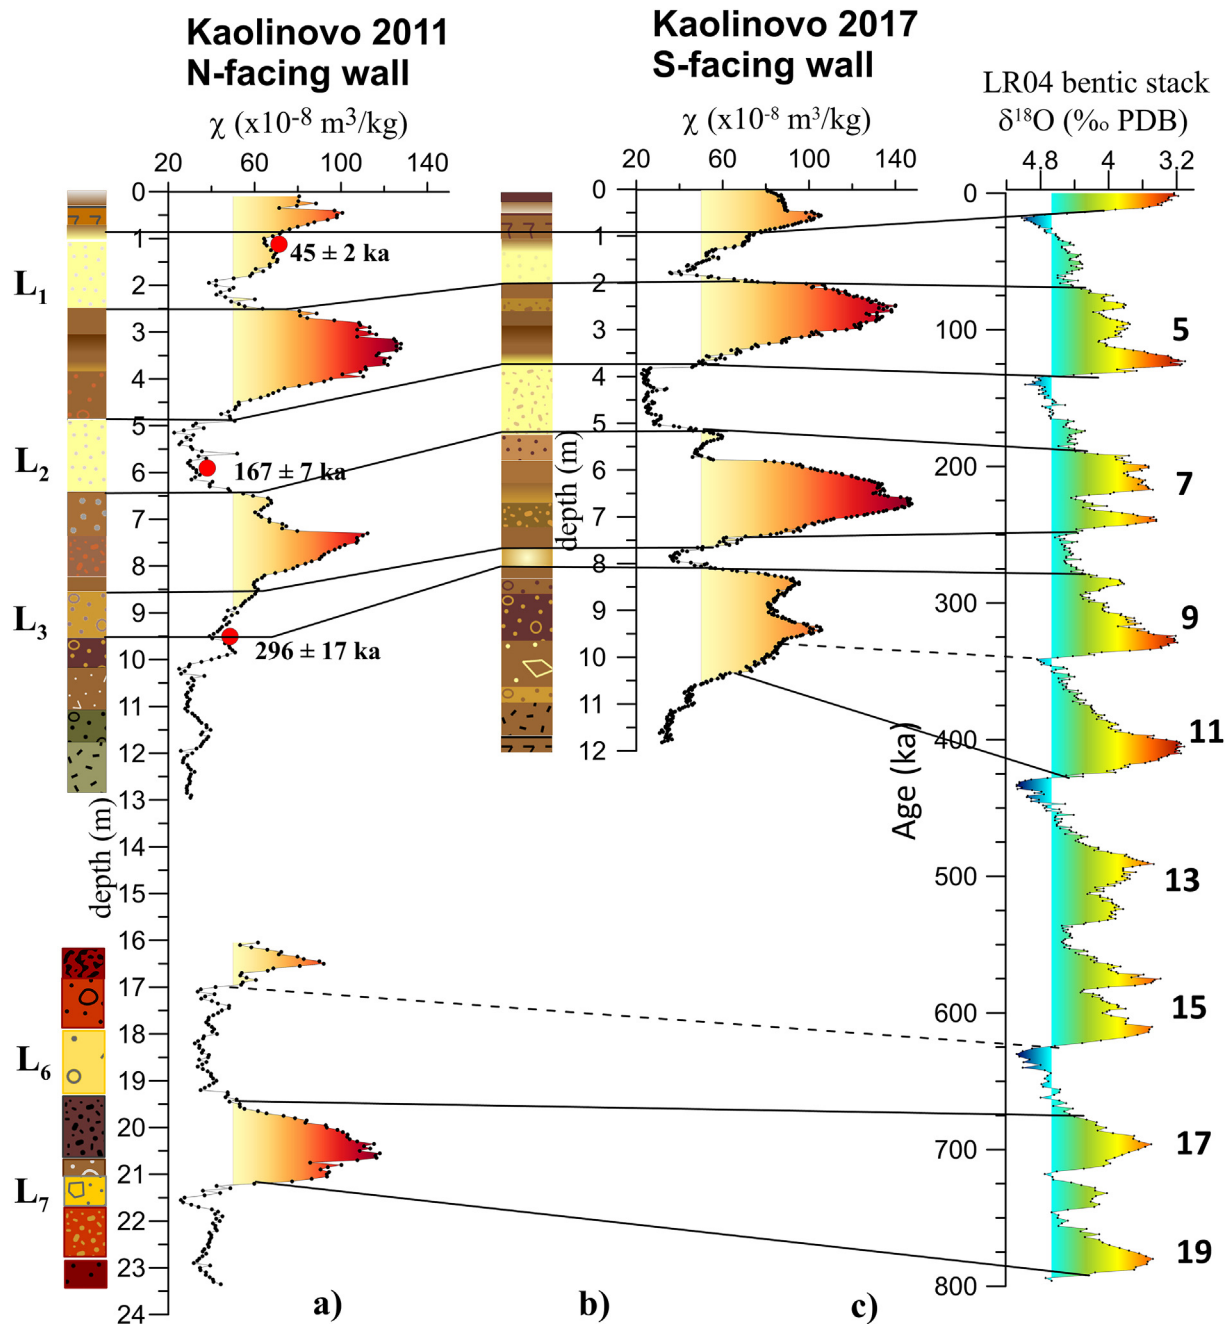 Kaolinovo 2011
N-facing wall
χ (x10⁻⁸ m³/kg)
20 60 100 140
Kaolinovo 2017
S-facing wall
χ (x10⁻⁸ m³/kg)
20 60 100 140
LR04 bentic stack
δ¹⁸O (‰ PDB)
4.8 4 3.2
L₁
L₂
L₃
L₆
L₇
depth (m)
0
1
2
3
4
5
6
7
8
9
10
11
12
13
14
15
16
17
18
19
20
21
22
23
24
45 ± 2 ka
167 ± 7 ka
296 ± 17 ka
depth (m)
0
1
2
3
4
5
6
7
8
9
10
11
12
Age (ka)
0
100
200
300
400
500
600
700
800
5
7
9
11
13
15
17
19
a)
b)
c)